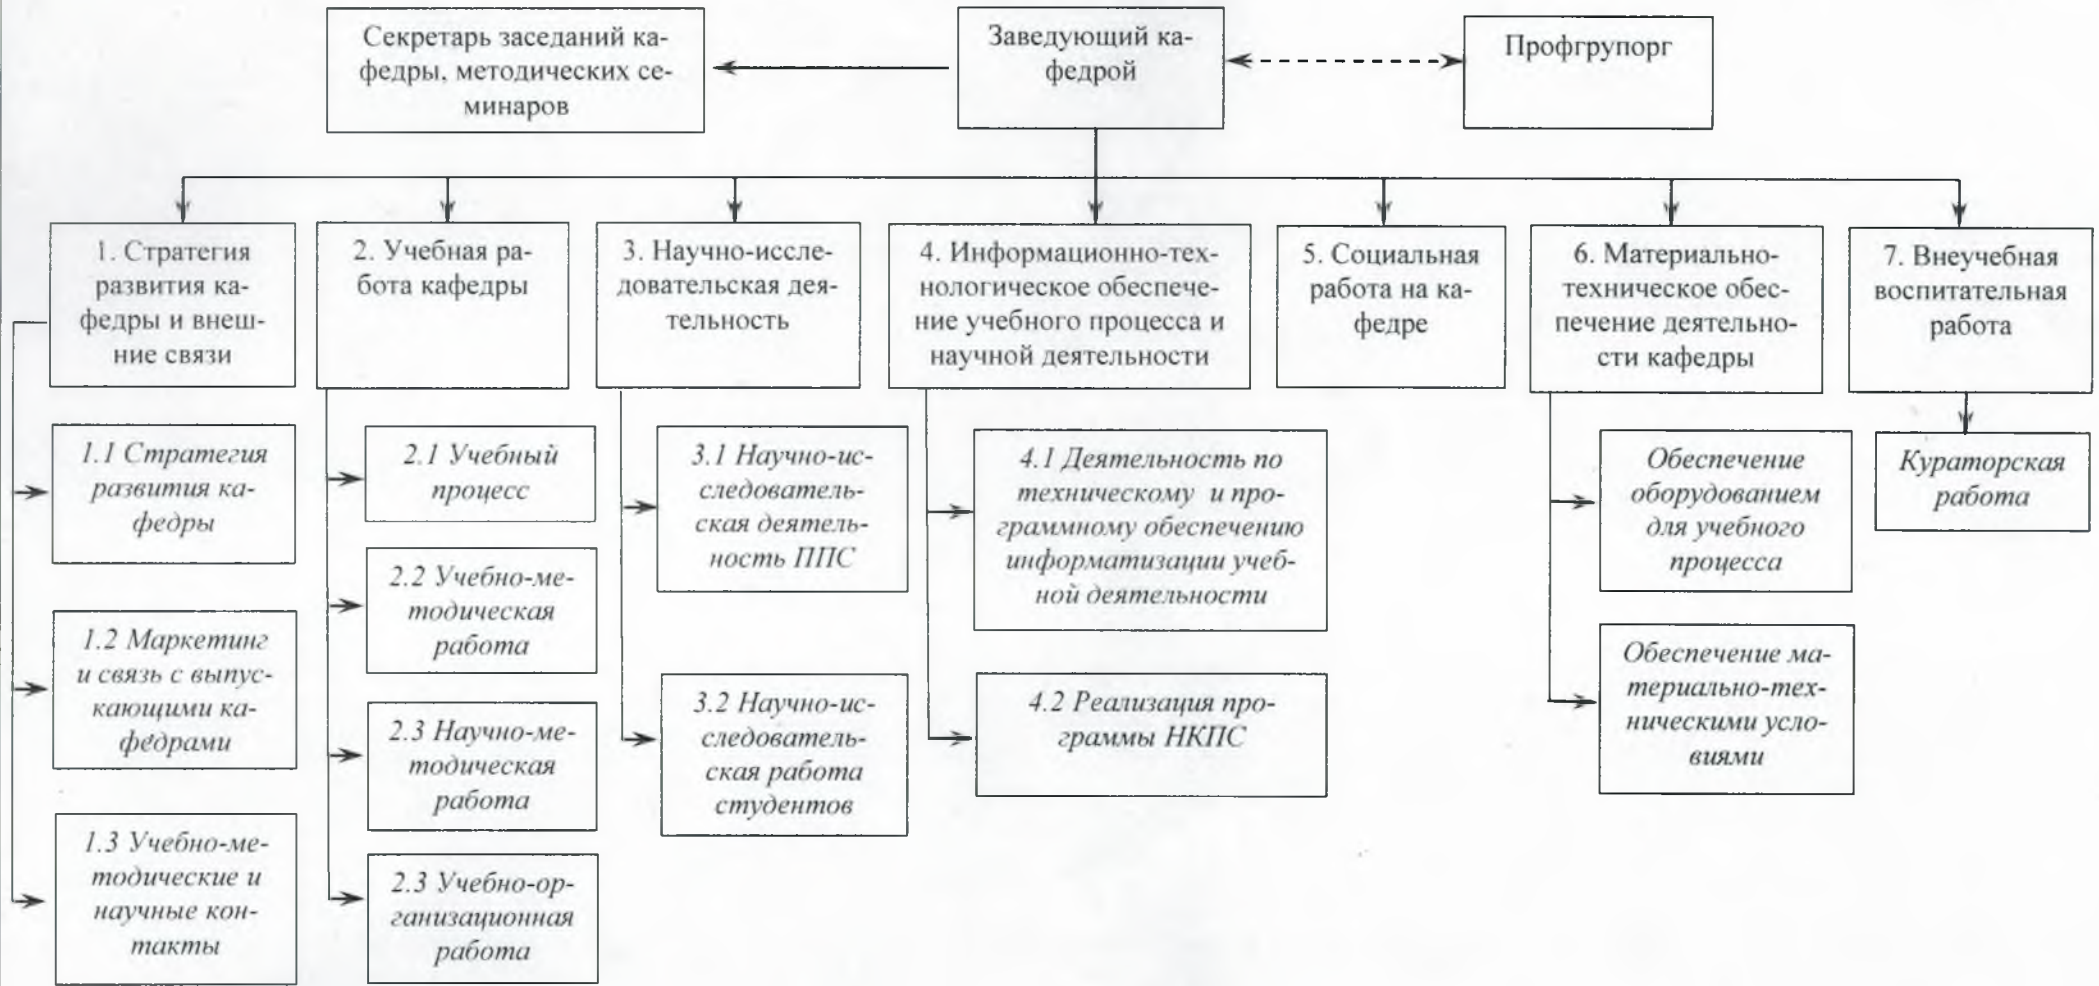 Секретарь заседаний ка-
федры, методических се-
минаров
Заведующий ка-
федрой
Профгрупорг
1. Стратегия
развития ка-
федры и внеш-
ние связи
2. Учебная ра-
бота кафедры
3. Научно-иссле-
довательская дея-
тельность
4. Информационно-тех-
нологическое обеспече-
ние учебного процесса и
научной деятельности
5. Социальная
работа на ка-
федре
6. Материально-
техническое обес-
печение деятельно-
сти кафедры
7. Внеучебная
воспитательная
работа
1.1 Стратегия
развития ка-
федры
1.2 Маркетинг
и связь с выпус-
кающими ка-
федрами
1.3 Учебно-ме-
тодические и
научные кон-
такты
2.1 Учебный
процесс
2.2 Учебно-ме-
тодическая
работа
2.3 Научно-ме-
тодическая
работа
2.3 Учебно-ор-
ганизационная
работа
3.1 Научно-ис-
следователь-
ская деятель-
ность ППС
3.2 Научно-ис-
следователь-
ская работа
студентов
4.1 Деятельность по
техническому и про-
граммному обеспечению
информатизации учеб-
ной деятельности
4.2 Реализация про-
граммы НКПС
Обеспечение
оборудованием
для учебного
процесса
Обеспечение ма-
териально-тех-
ническими усло-
виями
Кураторская
работа